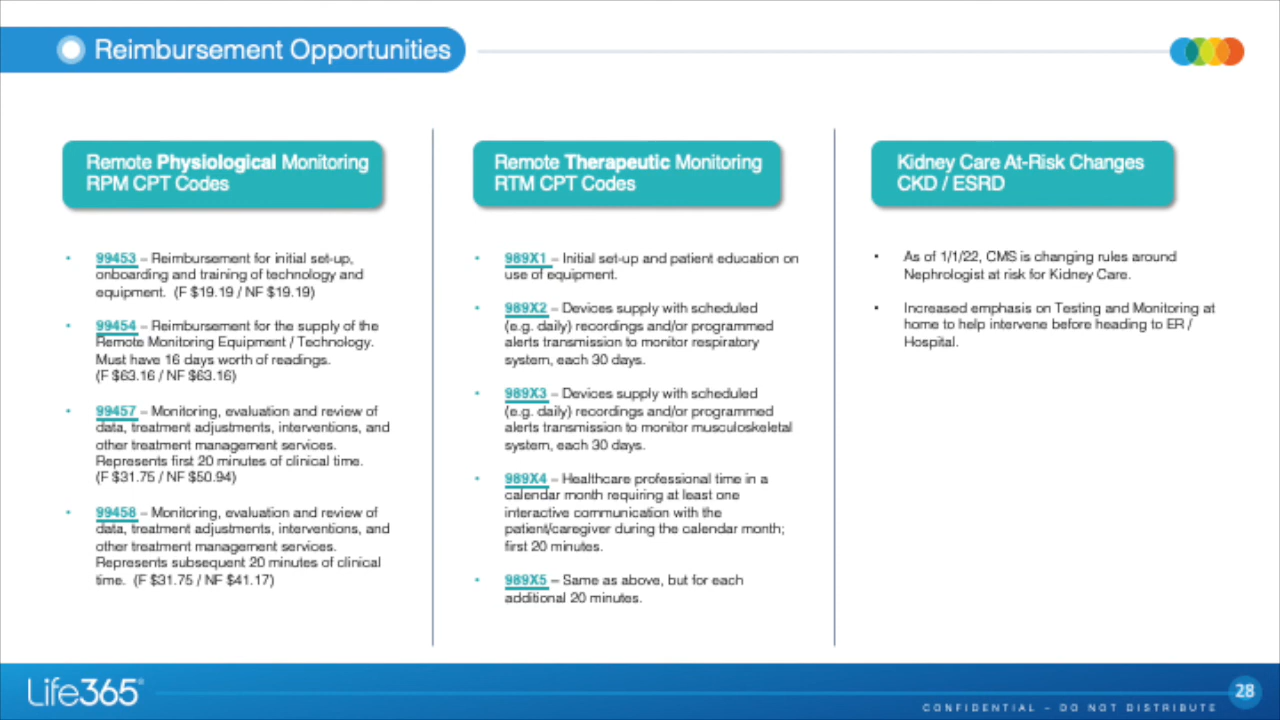 Reimbursement Opportunities
Remote Physiological Monitoring
RPM CPT Codes
• 99453 – Reimbursement for initial set-up,
onboarding and training of technology and
equipment. (F $19.19 / NF $19.19)
• 99454 – Reimbursement for the supply of the
Remote Monitoring Equipment / Technology.
Must have 16 days worth of readings.
(F $63.16 / NF $63.16)
• 99457 – Monitoring, evaluation and review of
data, treatment adjustments, interventions, and
other treatment management services.
Represents first 20 minutes of clinical time.
(F $31.75 / NF $50.94)
• 99458 – Monitoring, evaluation and review of
data, treatment adjustments, interventions, and
other treatment management services.
Represents subsequent 20 minutes of clinical
time. (F $31.75 / NF $41.17)
Remote Therapeutic Monitoring
RTM CPT Codes
• 989X1 – Initial set-up and patient education on
use of equipment.
• 989X2 – Devices supply with scheduled
(e.g. daily) recordings and/or programmed
alerts transmission to monitor respiratory
system, each 30 days.
• 989X3 – Devices supply with scheduled
(e.g. daily) recordings and/or programmed
alerts transmission to monitor musculoskeletal
system, each 30 days.
• 989X4 – Healthcare professional time in a
calendar month requiring at least one
interactive communication with the
patient/caregiver during the calendar month;
first 20 minutes.
• 989X5 – Same as above, but for each
additional 20 minutes.
Kidney Care At-Risk Changes
CKD / ESRD
• As of 1/1/22, CMS is changing rules around
Nephrologist at risk for Kidney Care.
• Increased emphasis on Testing and Monitoring at
home to help intervene before heading to ER /
Hospital.
Life365®
28
CONFIDENTIAL – DO NOT DISTRIBUTE